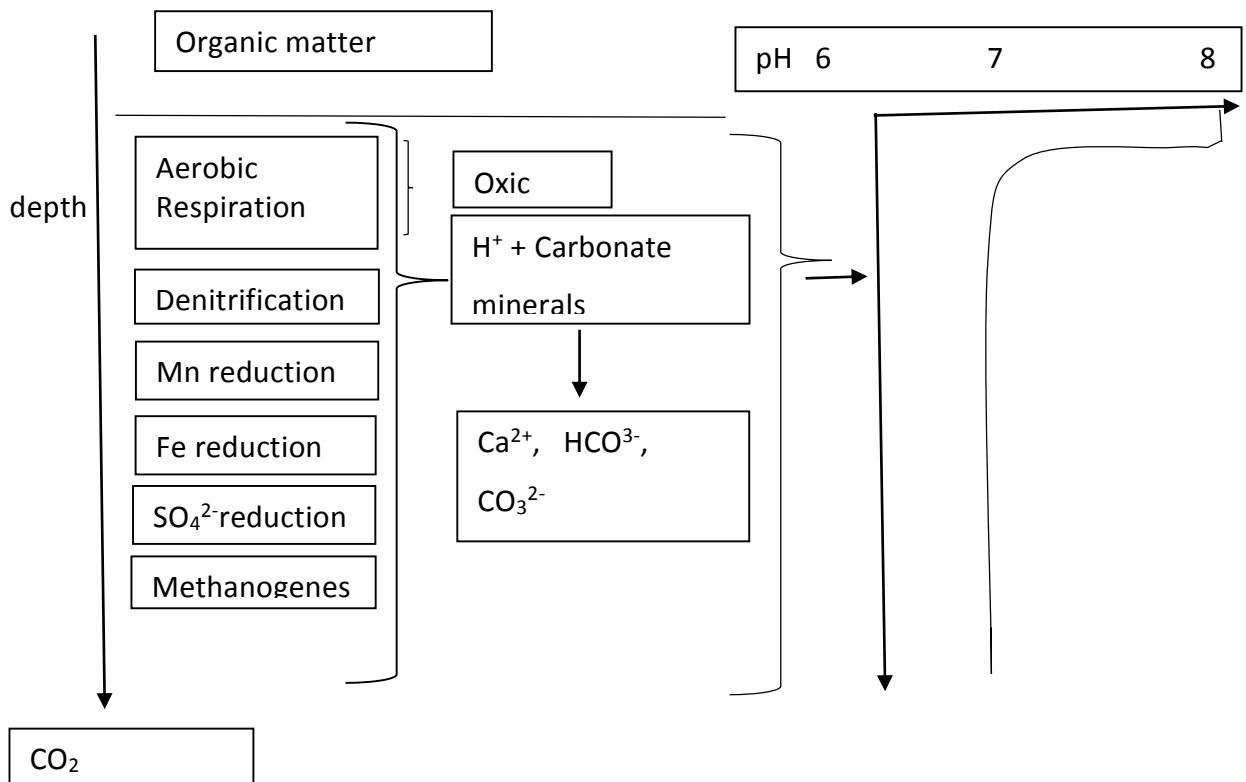 Organic matter
pH 6 7 8
depth
Aerobic
Respiration
Oxic
H⁺ + Carbonate
minerals
Denitrification
Mn reduction
Fe reduction
Ca²⁺, HCO³⁻,
CO₃²⁻
SO₄²⁻reduction
Methanogenes
CO₂